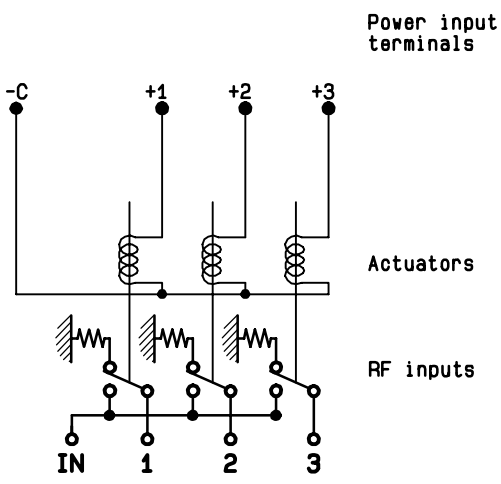 Power input
terminals
-C +1 +2 +3
Actuators
RF inputs
IN 1 2 3